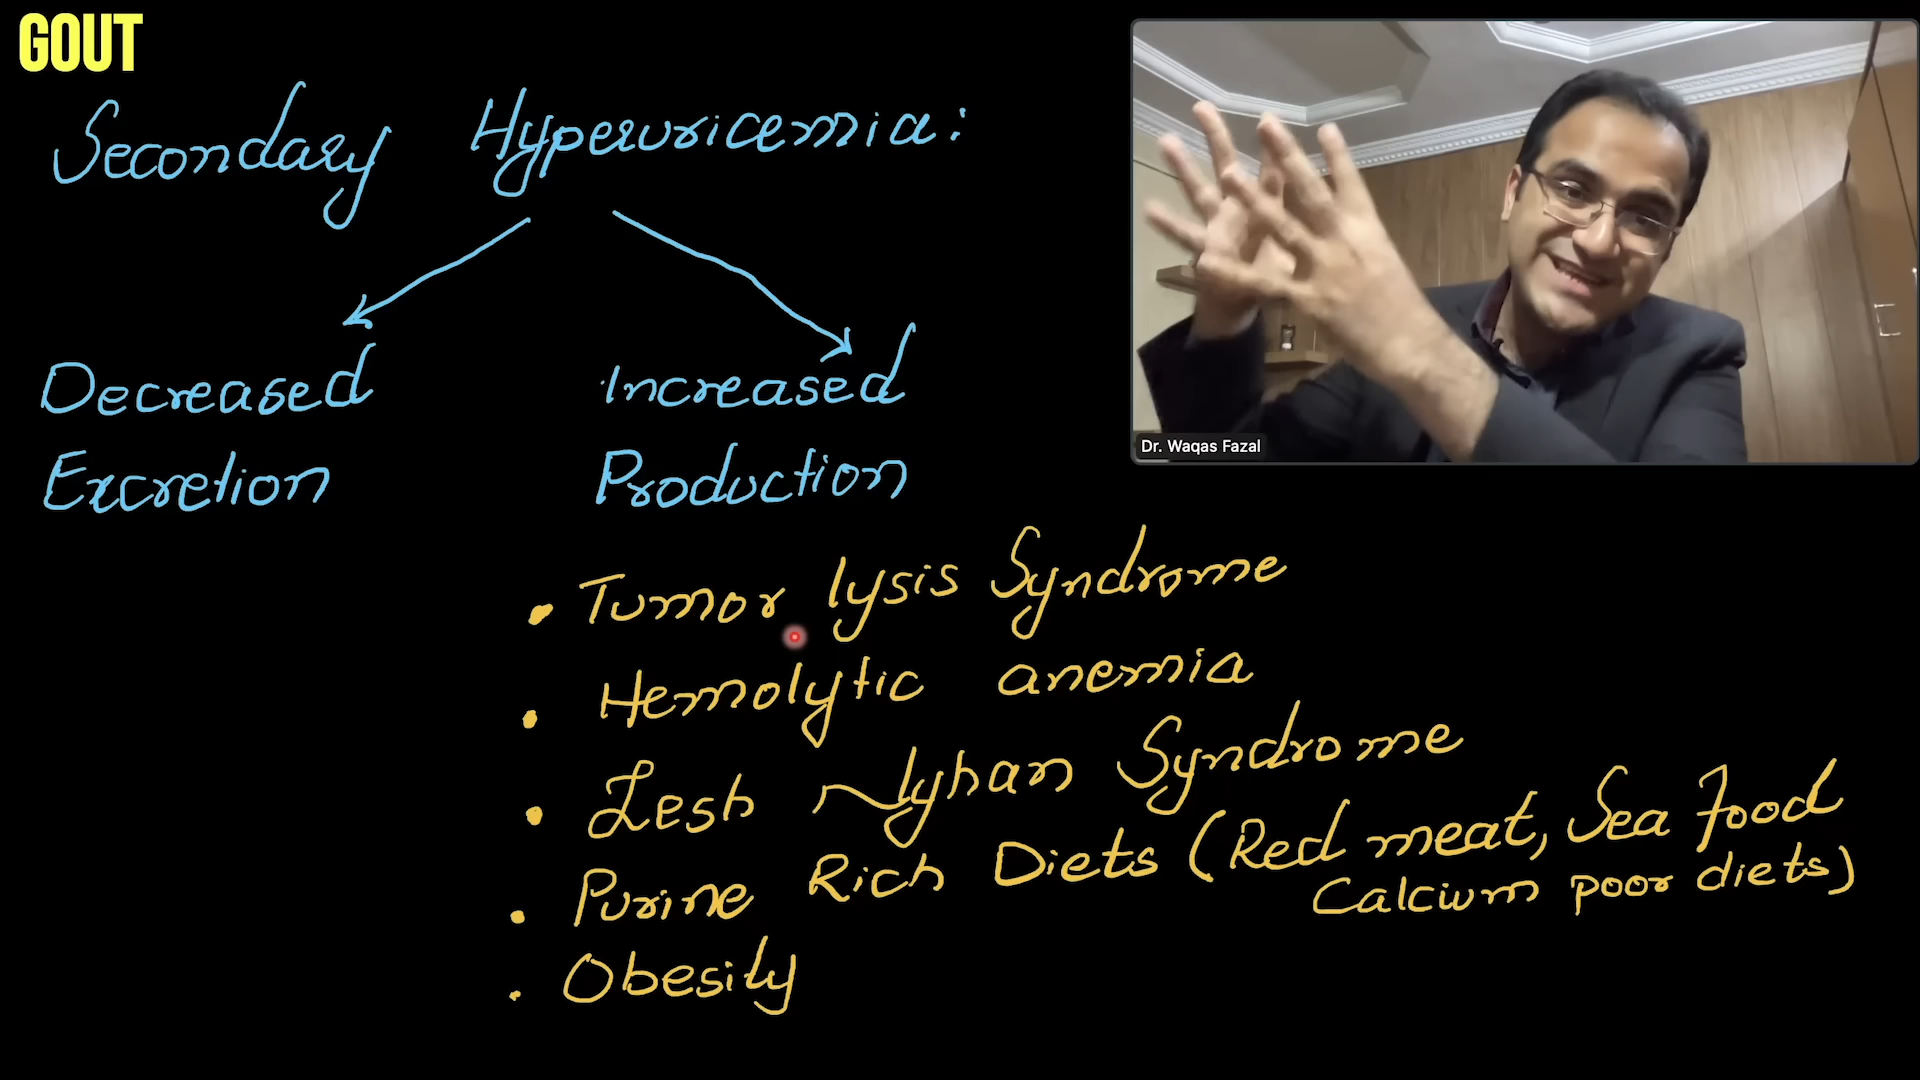 GOUT
Secondary Hyperuricemia:
Decreased Excretion
Increased Production
• Tumor lysis Syndrome
• Hemolytic anemia
• Lesh Nyhan Syndrome
• Purine Rich Diets (Red meat, Sea food
Calcium poor diets)
• Obesity
Dr. Waqas Fazal